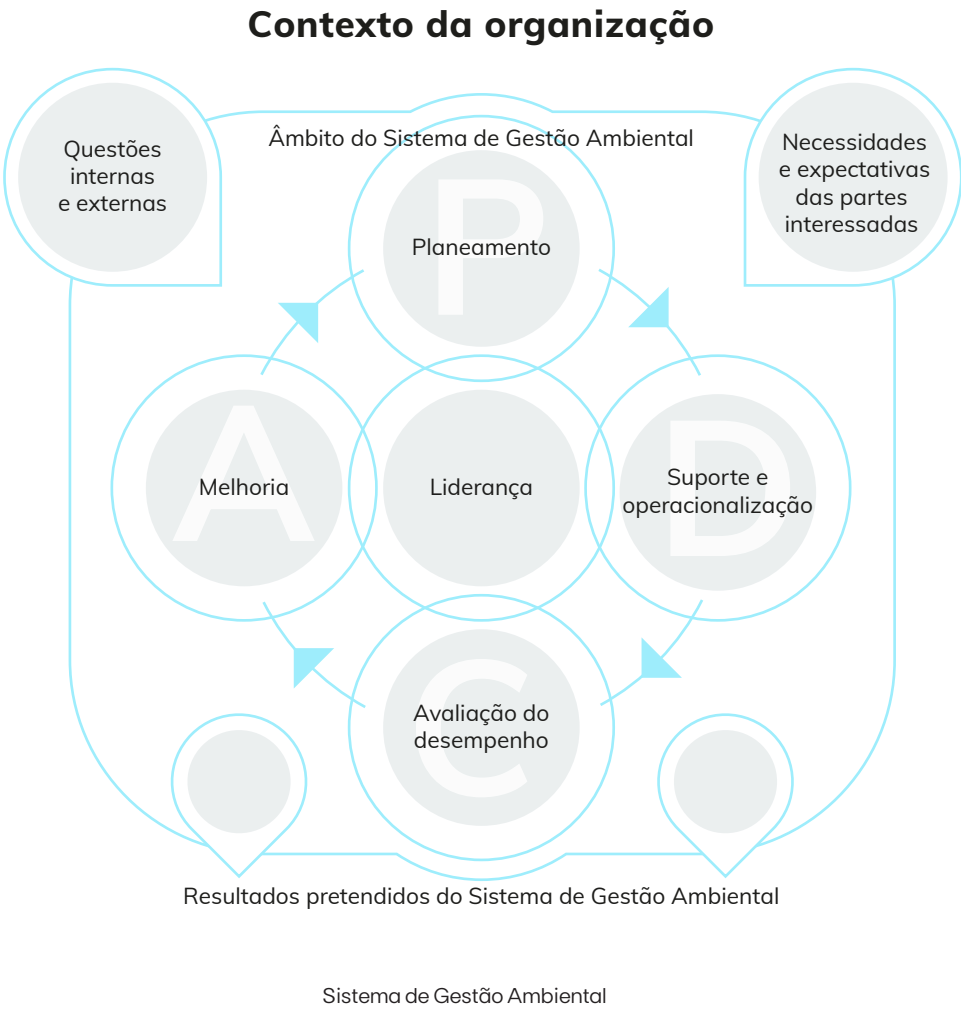 Contexto da organização
Âmbito do Sistema de Gestão Ambiental
Questões
internas
e externas
Necessidades
e expectativas
das partes
interessadas
P
Planeamento
A
Melhoria
Liderança
D
Suporte e
operacionalização
C
Avaliação do
desempenho
Resultados pretendidos do Sistema de Gestão Ambiental
Sistema de Gestão Ambiental